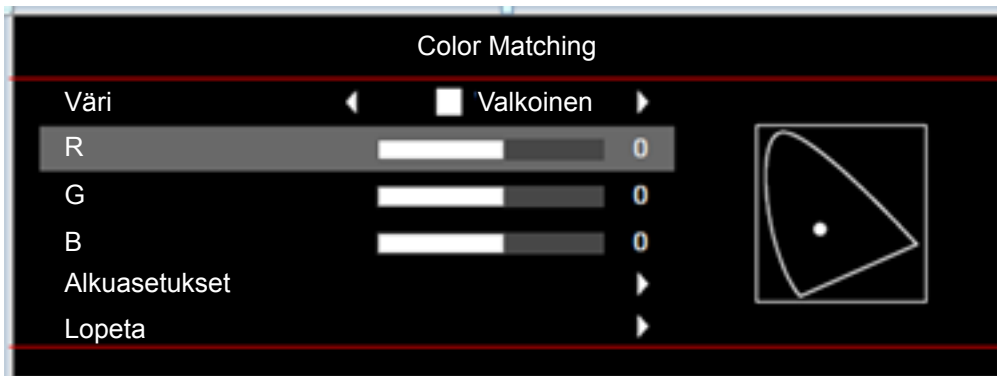 Color Matching
Väri Valkoinen
R 0
G 0
B 0
Alkuasetukset
Lopeta